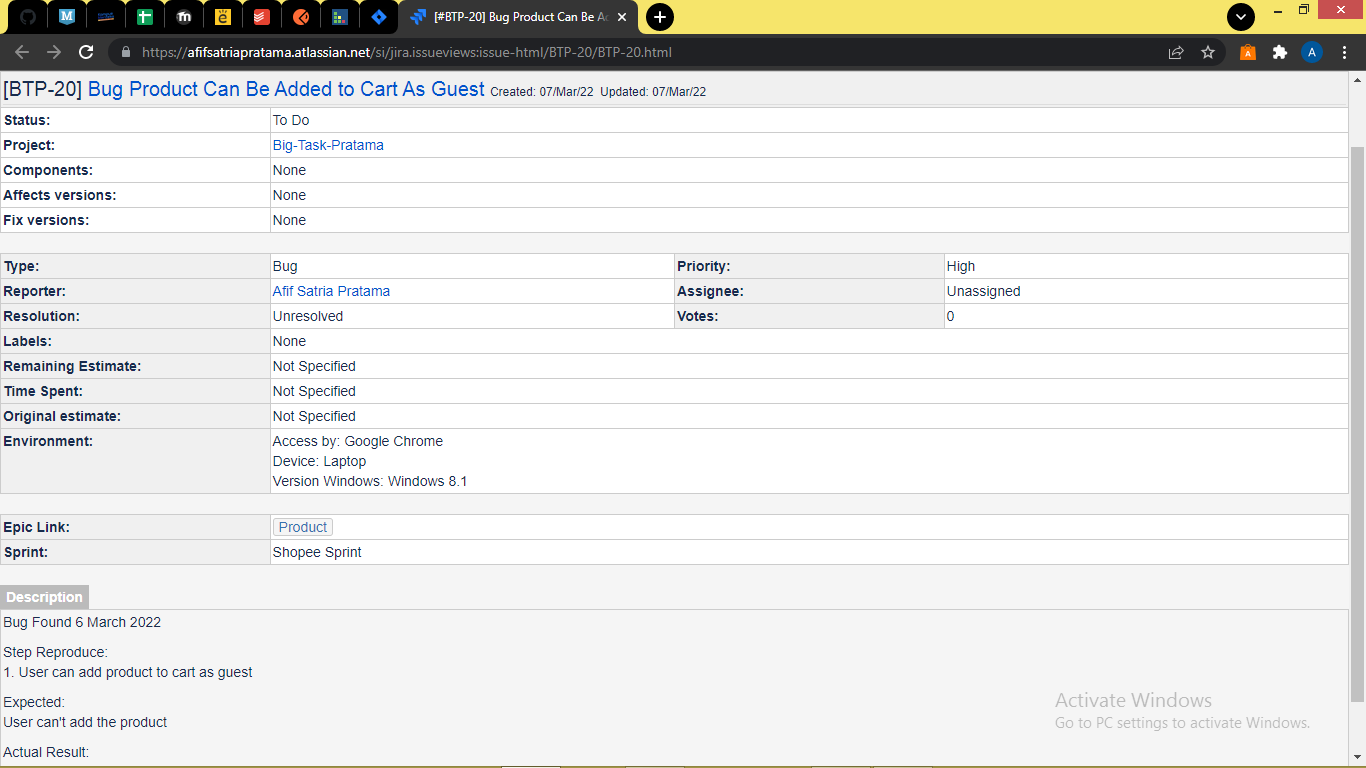 [#BTP-20] Bug Product Can Be A
https://afifsatriapratama.atlassian.net/si/jira.issueviews:issue-html/BTP-20/BTP-20.html
[BTP-20] Bug Product Can Be Added to Cart As Guest Created: 07/Mar/22 Updated: 07/Mar/22
Status: To Do
Project: Big-Task-Pratama
Components: None
Affects versions: None
Fix versions: None
Type: Bug Priority: High
Reporter: Afif Satria Pratama Assignee: Unassigned
Resolution: Unresolved Votes: 0
Labels: None
Remaining Estimate: Not Specified
Time Spent: Not Specified
Original estimate: Not Specified
Environment: Access by: Google Chrome
Device: Laptop
Version Windows: Windows 8.1
Epic Link: Product
Sprint: Shopee Sprint
Description
Bug Found 6 March 2022
Step Reproduce:
1. User can add product to cart as guest
Expected:
User can't add the product
Actual Result:
Activate Windows
Go to PC settings to activate Windows.